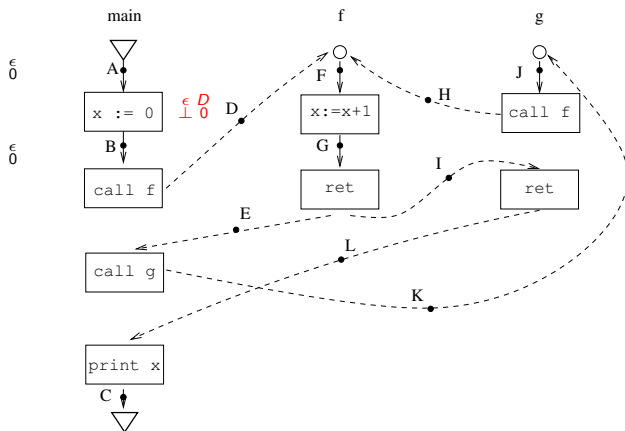 main f g
ϵ
0
A F J
x := 0 ϵ D D x:=x+1 H call f
⊥ 0
B G I
ϵ
0
call f ret ret
E
L
call g
K
print x
C